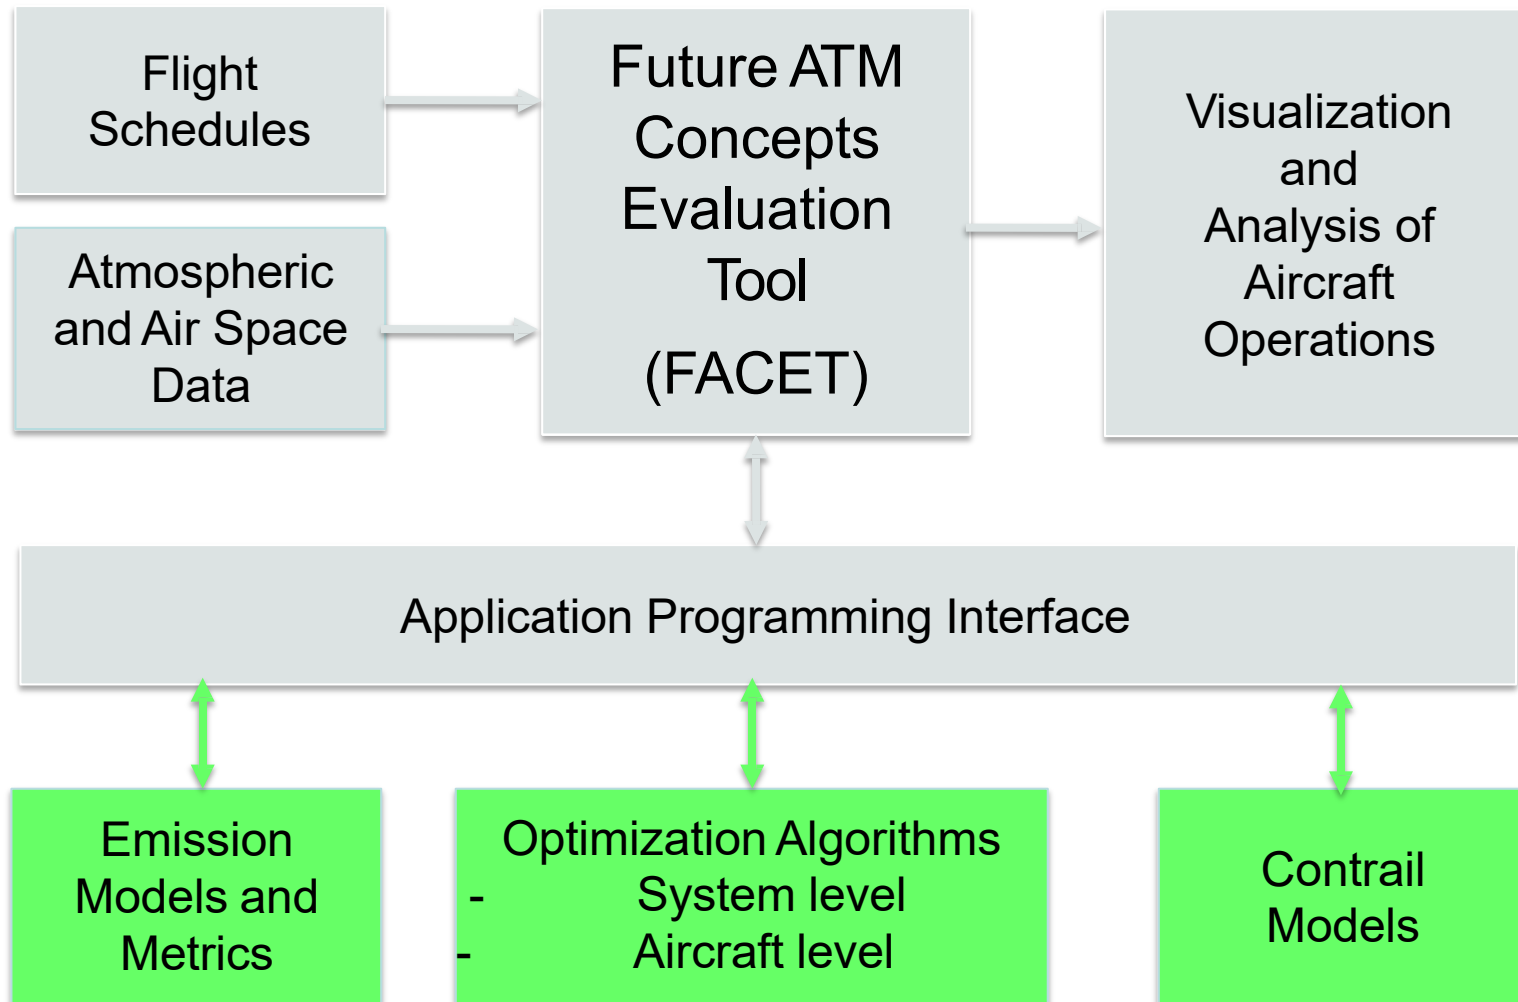 Flight
Schedules
Atmospheric
and Air Space
Data
Future ATM
Concepts
Evaluation
Tool
(FACET)
Visualization
and
Analysis of
Aircraft
Operations
Application Programming Interface
Emission
Models and
Metrics
Optimization Algorithms
- System level
- Aircraft level
Contrail
Models